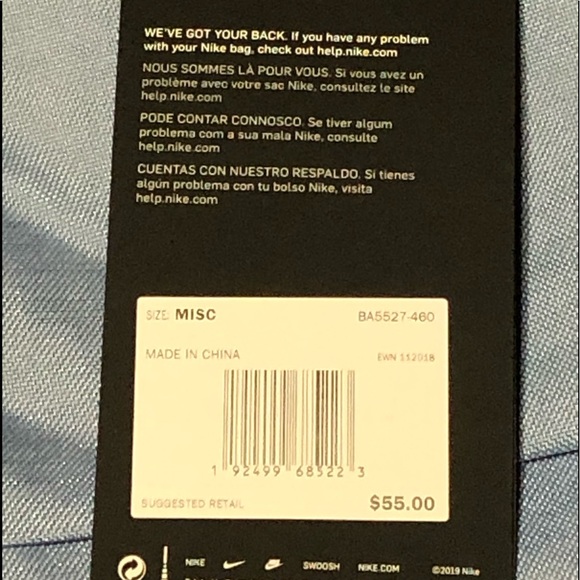 WE'VE GOT YOUR BACK. If you have any problem
with your Nike bag, check out help.nike.com
NOUS SOMMES LÀ POUR VOUS. Si vous avez un
problème avec votre sac Nike, consultez le site
help.nike.com
PODE CONTAR CONNOSCO. Se tiver algum
problema com a sua mala Nike, consulte
help.nike.com
CUENTAS CON NUESTRO RESPALDO. Si tienes
algún problema con tu bolso Nike, visita
help.nike.com
SIZE: MISC BA5527-460
MADE IN CHINA EWN 112018
1 92499 68522 3
SUGGESTED RETAIL $55.00
NIKE SWOOSH NIKE.COM ©2019 Nike